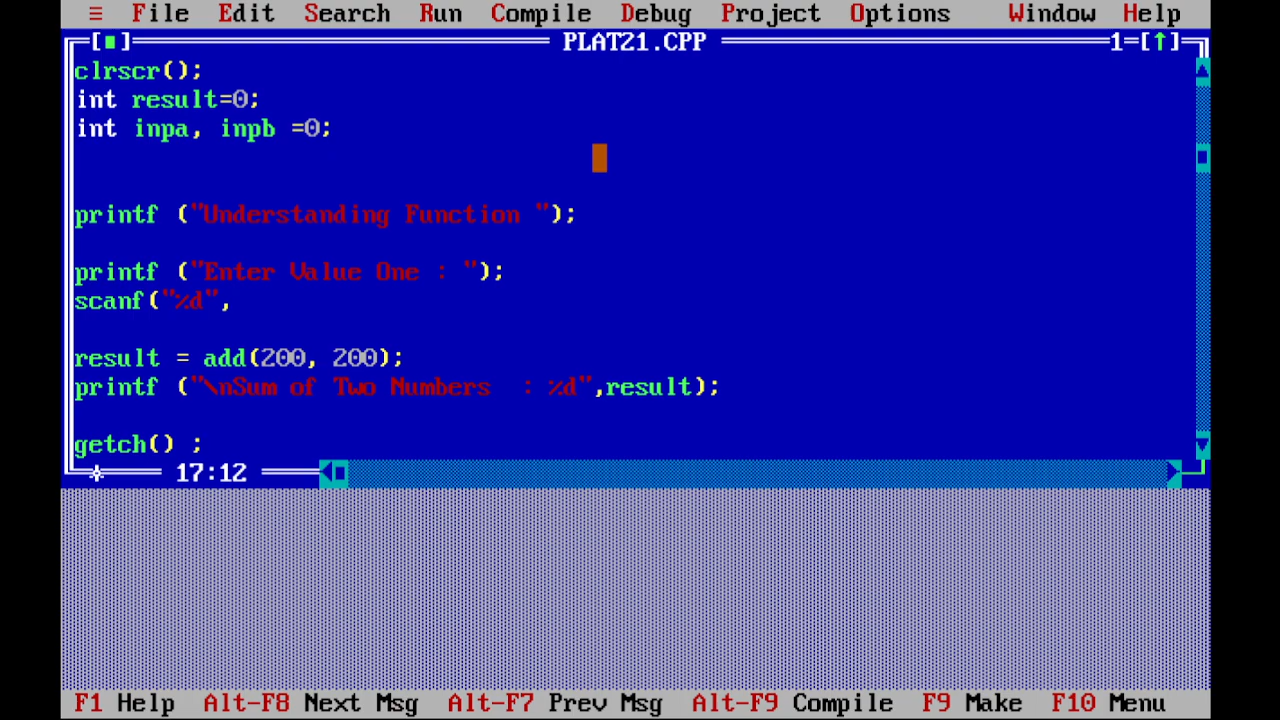 ≡ File Edit Search Run Compile Debug Project Options Window Help
[■] PLAT21.CPP 1=[↑]
clrscr();
int result=0;
int inpa, inpb =0;
printf ("Understanding Function ");
printf ("Enter Value One : ");
scanf("%d",
result = add(200, 200);
printf ("\nSum of Two Numbers  : %d",result);
getch() ;
17:12
F1 Help Alt-F8 Next Msg Alt-F7 Prev Msg Alt-F9 Compile F9 Make F10 Menu